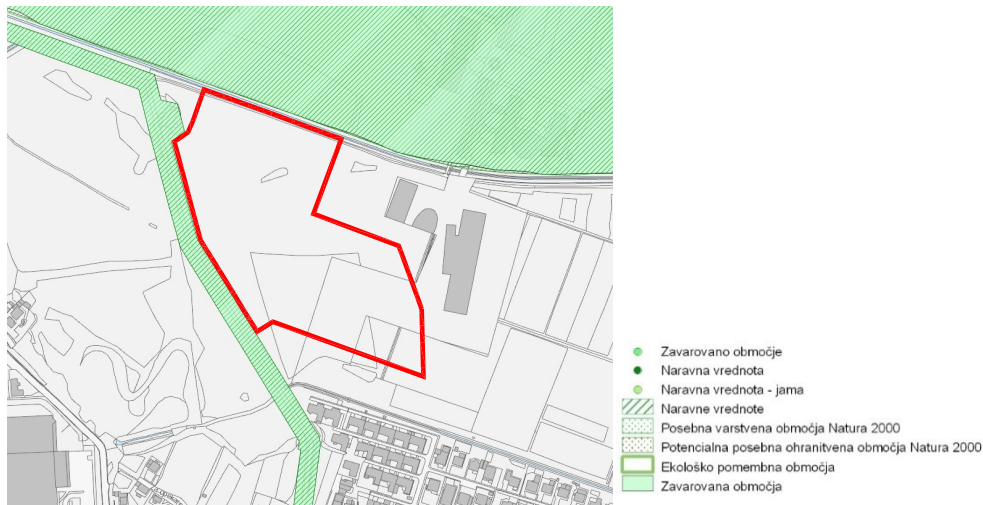 Zavarovano območje
Naravna vrednota
Naravna vrednota - jama
Naravne vrednote
Posebna varstvena območja Natura 2000
Potencialna posebna ohranitvena območja Natura 2000
Ekološko pomembna območja
Zavarovana območja